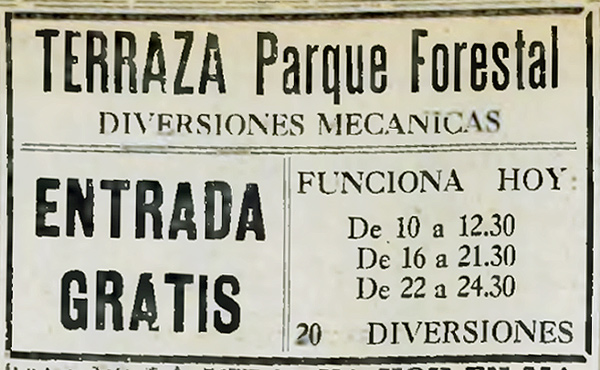 TERRAZA Parque Forestal
DIVERSIONES MECANICAS
ENTRADA
GRATIS
FUNCIONA HOY:
De 10 a 12.30
De 16 a 21.30
De 22 a 24.30
20 DIVERSIONES